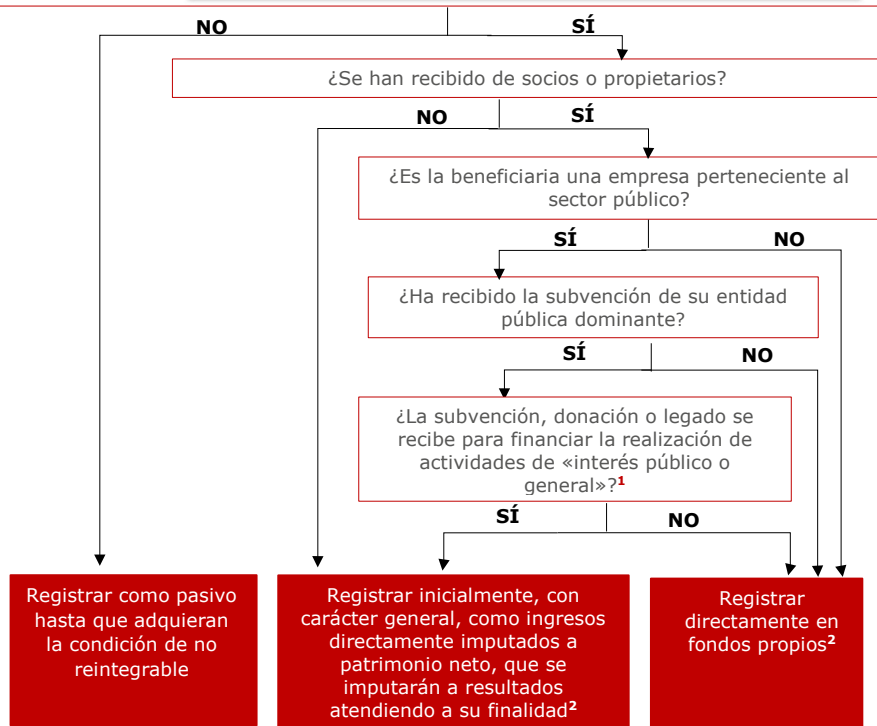 NO
SÍ
¿Se han recibido de socios o propietarios?
NO
SÍ
¿Es la beneficiaria una empresa perteneciente al
sector público?
SÍ
NO
¿Ha recibido la subvención de su entidad
pública dominante?
SÍ
NO
¿La subvención, donación o legado se
recibe para financiar la realización de
actividades de «interés público o
general»?1
SÍ
NO
Registrar como pasivo
hasta que adquieran
la condición de no
reintegrable
Registrar inicialmente, con
carácter general, como ingresos
directamente imputados a
patrimonio neto, que se
imputarán a resultados
atendiendo a su finalidad2
Registrar
directamente en
fondos propios2